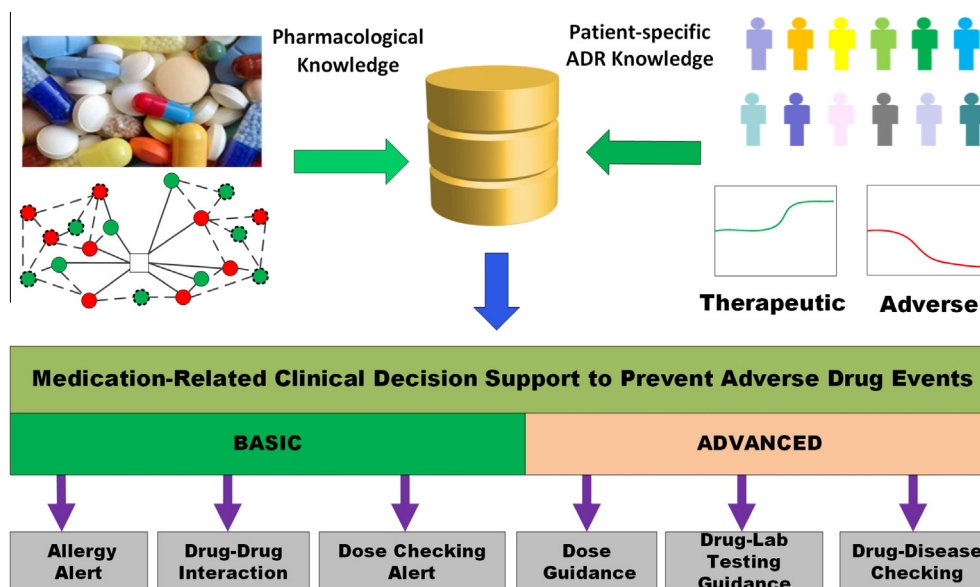 Pharmacological
Knowledge
Patient-specific
ADR Knowledge
Therapeutic
Adverse
Medication-Related Clinical Decision Support to Prevent Adverse Drug Events
BASIC
ADVANCED
Allergy
Alert
Drug-Drug
Interaction
Dose Checking
Alert
Dose
Guidance
Drug-Lab
Testing
Guidance
Drug-Disease
Checking